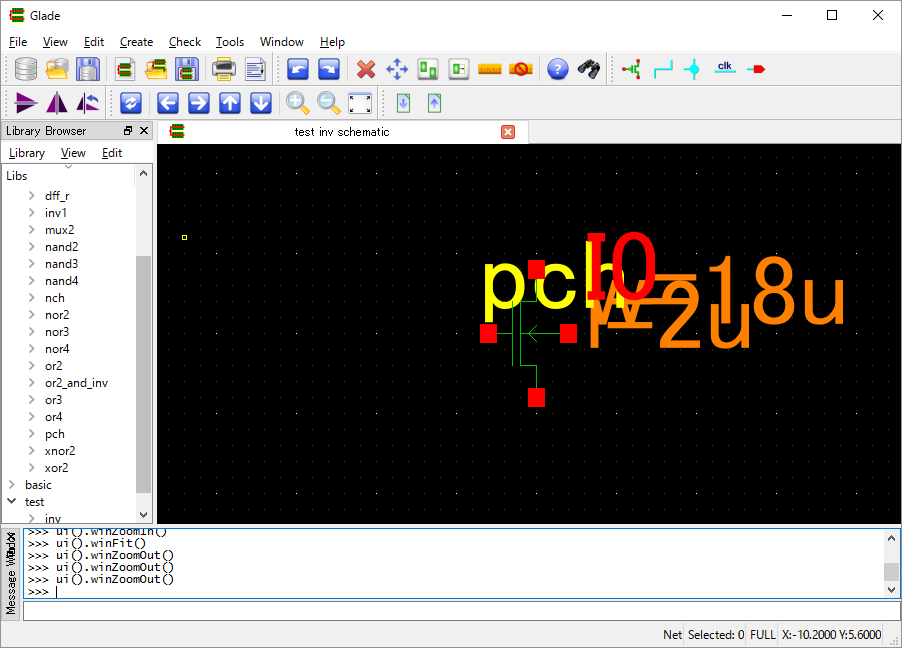 Glade
File View Edit Create Check Tools Window Help
clk
Library Browser
test inv schematic
Library View Edit
Libs
dff_r
inv1
mux2
nand2
nand3
nand4
nch
nor2
nor3
nor4
or2
or2_and_inv
or3
or4
pch
xnor2
xor2
basic
test
inv
pch
I0
w=18u
l=2u
Message Window
>>> ui().winZoomIn()
>>> ui().winFit()
>>> ui().winZoomOut()
>>> ui().winZoomOut()
>>> ui().winZoomOut()
>>>
Net Selected: 0 FULL X:-10.2000 Y:5.6000